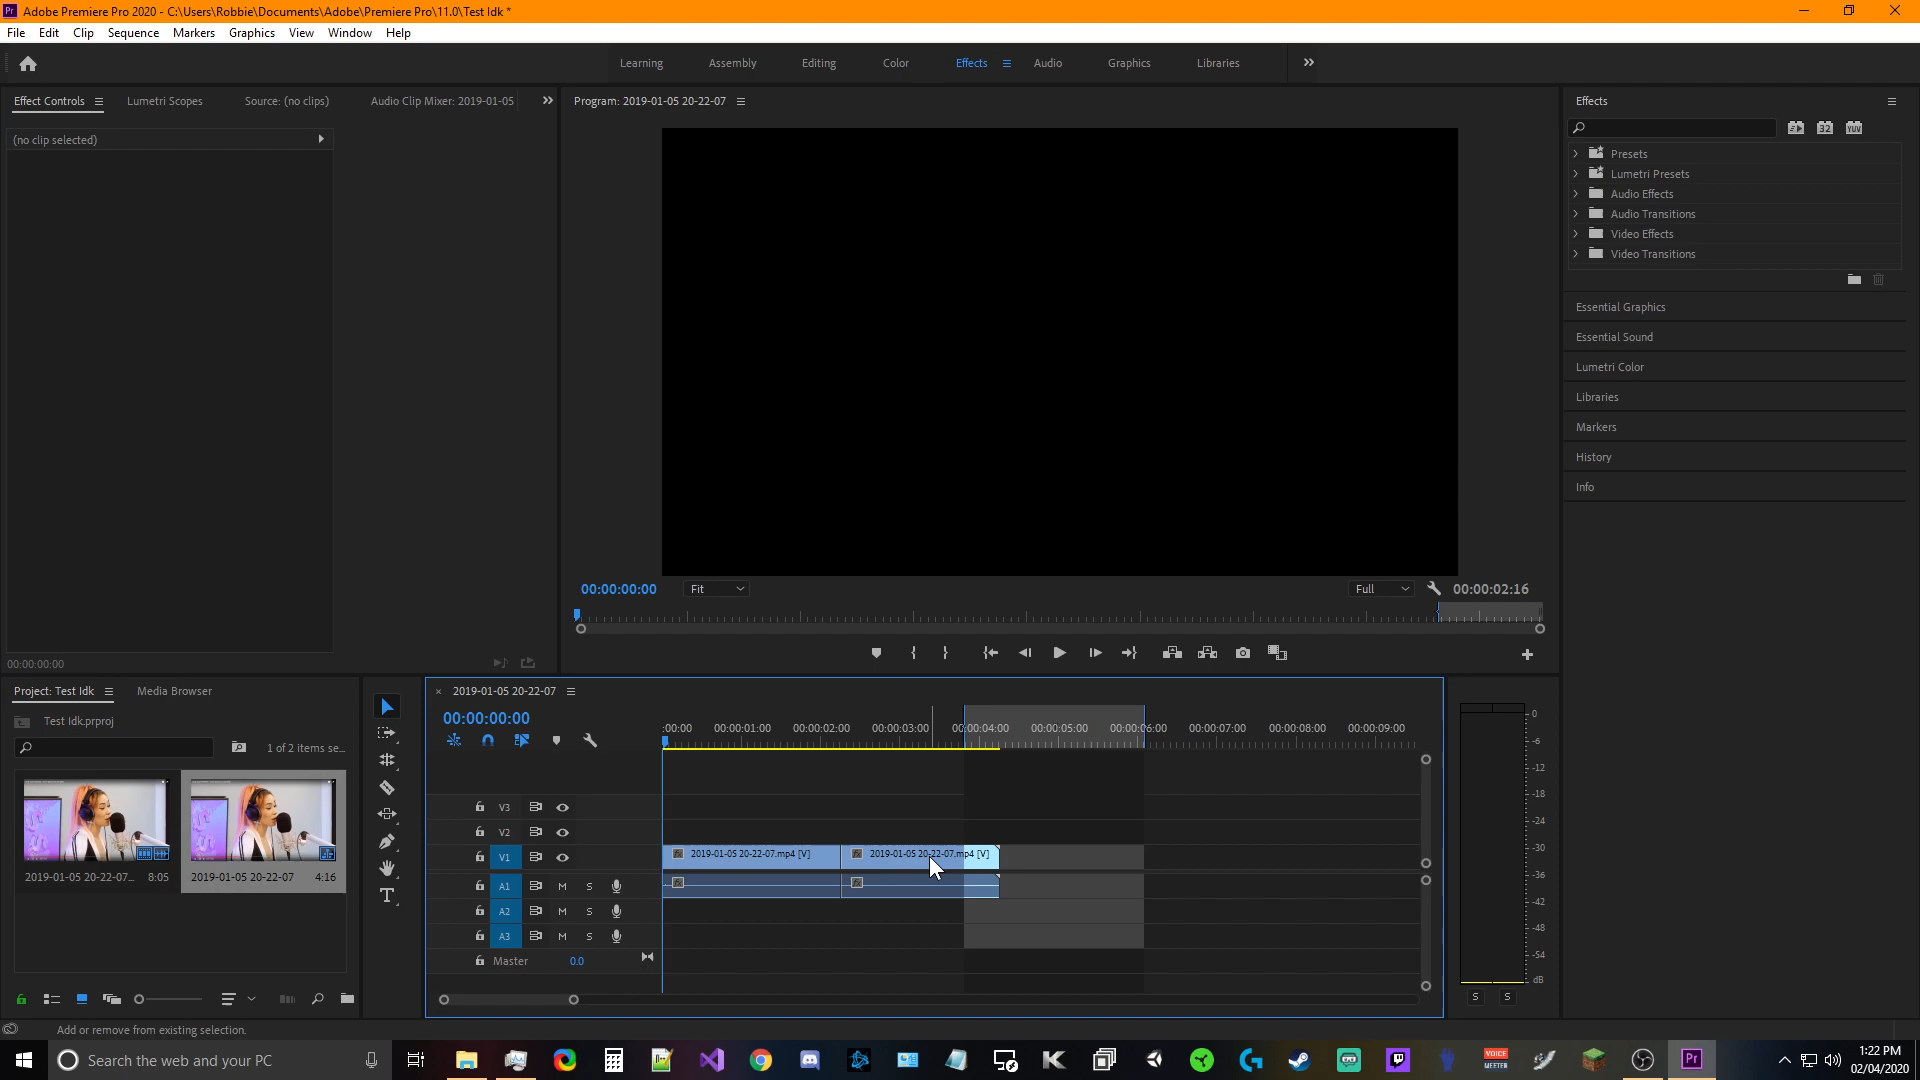 Adobe Premiere Pro 2020 - C:\Users\Robbie\Documents\Adobe\Premiere Pro\11.0\Test Idk *
File Edit Clip Sequence Markers Graphics View Window Help
Learning Assembly Editing Color Effects Audio Graphics Libraries
Effect Controls Lumetri Scopes Source: (no clips) Audio Clip Mixer: 2019-01-05
(no clip selected)
00:00:00:00
Program: 2019-01-05 20-22-07
00:00:00:00 Fit Full 00:00:02:16
Effects
32 YUV
Presets
Lumetri Presets
Audio Effects
Audio Transitions
Video Effects
Video Transitions
Essential Graphics
Essential Sound
Lumetri Color
Libraries
Markers
History
Info
Project: Test Idk Media Browser
Test Idk.prproj
1 of 2 items se...
2019-01-05 20-22-07... 8:05
2019-01-05 20-22-07 4:16
2019-01-05 20-22-07
00:00:00:00
:00:00 00:00:01:00 00:00:02:00 00:00:03:00 00:00:04:00 00:00:05:00 00:00:06:00 00:00:07:00 00:00:08:00 00:00:09:00
V3
V2
V1 2019-01-05 20-22-07.mp4 [V] 2019-01-05 20-22-07.mp4 [V]
A1 M S
A2 M S
A3 M S
Master 0.0
0
-6
-12
-18
-24
-30
-36
-42
-48
-54
dB
S S
Add or remove from existing selection.
Search the web and your PC
VOICE MEETER
Pr
1:22 PM
02/04/2020